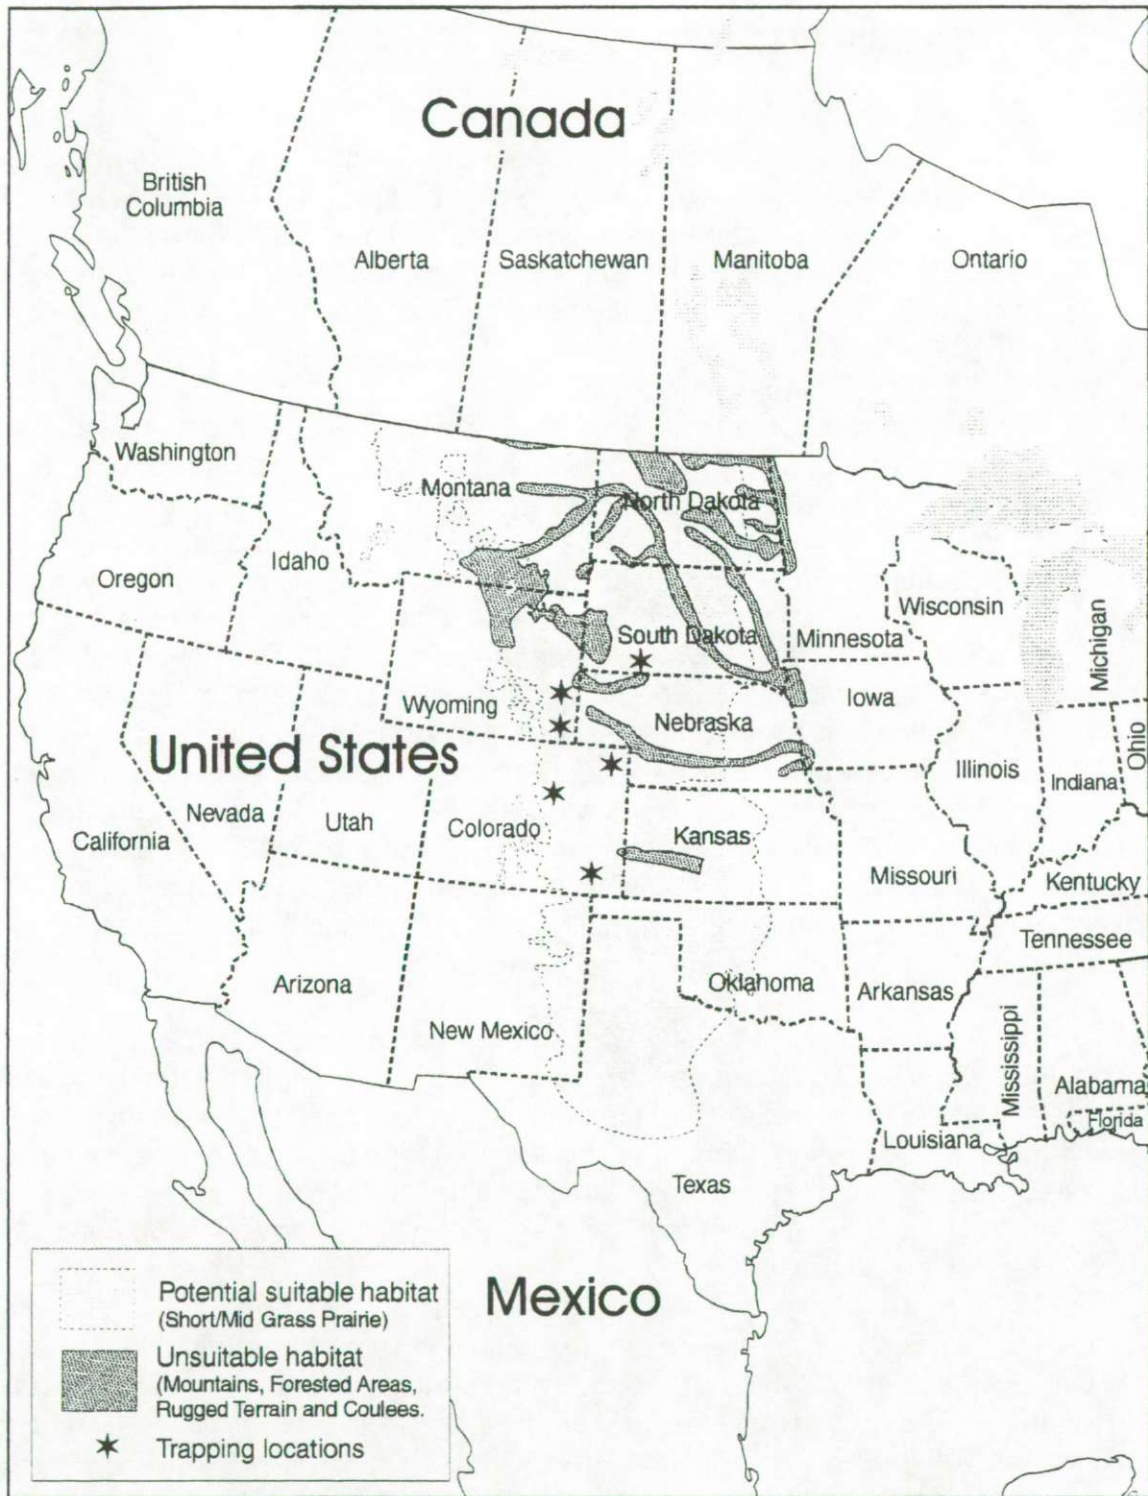 Canada
British
Columbia
Alberta
Saskatchewan
Manitoba
Ontario
Washington
Montana
North Dakota
Oregon
Idaho
Wisconsin
Michigan
South Dakota
Minnesota
Wyoming
Nebraska
Iowa
United States
Illinois
Indiana
Ohio
Nevada
Utah
Colorado
Kansas
California
Missouri
Kentucky
Tennessee
Arizona
Oklahoma
Arkansas
New Mexico
Mississippi
Alabama
Florida
Louisiana
Texas
Mexico
Potential suitable habitat
(Short/Mid Grass Prairie)
Unsuitable habitat
(Mountains, Forested Areas,
Rugged Terrain and Coulees.
Trapping locations